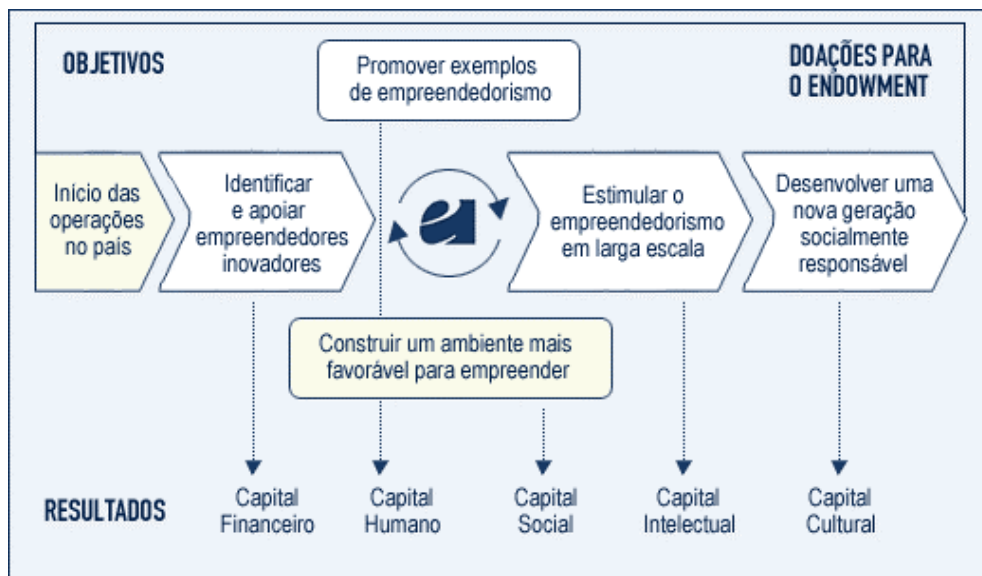 OBJETIVOS
DOAÇÕES PARA
O ENDOWMENT
Promover exemplos
de empreendedorismo
Início das
operações
no país
Identificar
e apoiar
empreendedores
inovadores
e
Estimular o
empreendedorismo
em larga escala
Desenvolver uma
nova geração
socialmente
responsável
Construir um ambiente mais
favorável para empreender
RESULTADOS
Capital
Financeiro
Capital
Humano
Capital
Social
Capital
Intelectual
Capital
Cultural